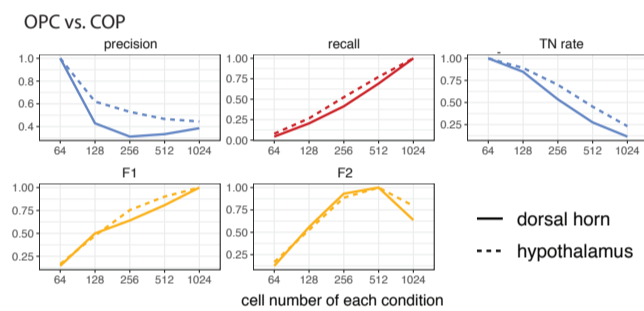 OPC vs. COP
precision
recall
TN rate
1.0
0.8
0.6
0.4
64 128 256 512 1024
1.00
0.75
0.50
0.25
0.00
64 128 256 512 1024
1.00
0.75
0.50
0.25
64 128 256 512 1024
F1
F2
1.00
0.75
0.50
0.25
64 128 256 512 1024
1.00
0.75
0.50
0.25
64 128 256 512 1024
dorsal horn
hypothalamus
cell number of each condition